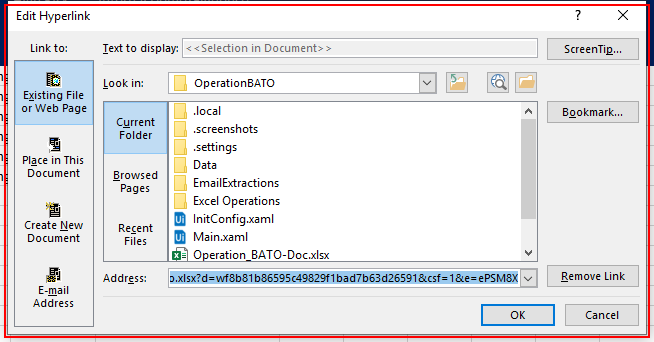 Edit Hyperlink
Link to:
Text to display: <<Selection in Document>>
ScreenTip...
Existing File
or Web Page
Look in: OperationBATO
Current
Folder
.local
.screenshots
.settings
Data
EmailExtractions
Excel Operations
InitConfig.xaml
Main.xaml
Operation_BATO-Doc.xlsx
Bookmark...
Place in This
Document
Browsed
Pages
Create New
Document
Recent
Files
E-mail
Address
Address: o.xlsx?d=wf8b81b86595c49829f1bad7b63d26591&csf=1&e=ePSM8X
Remove Link
OK
Cancel